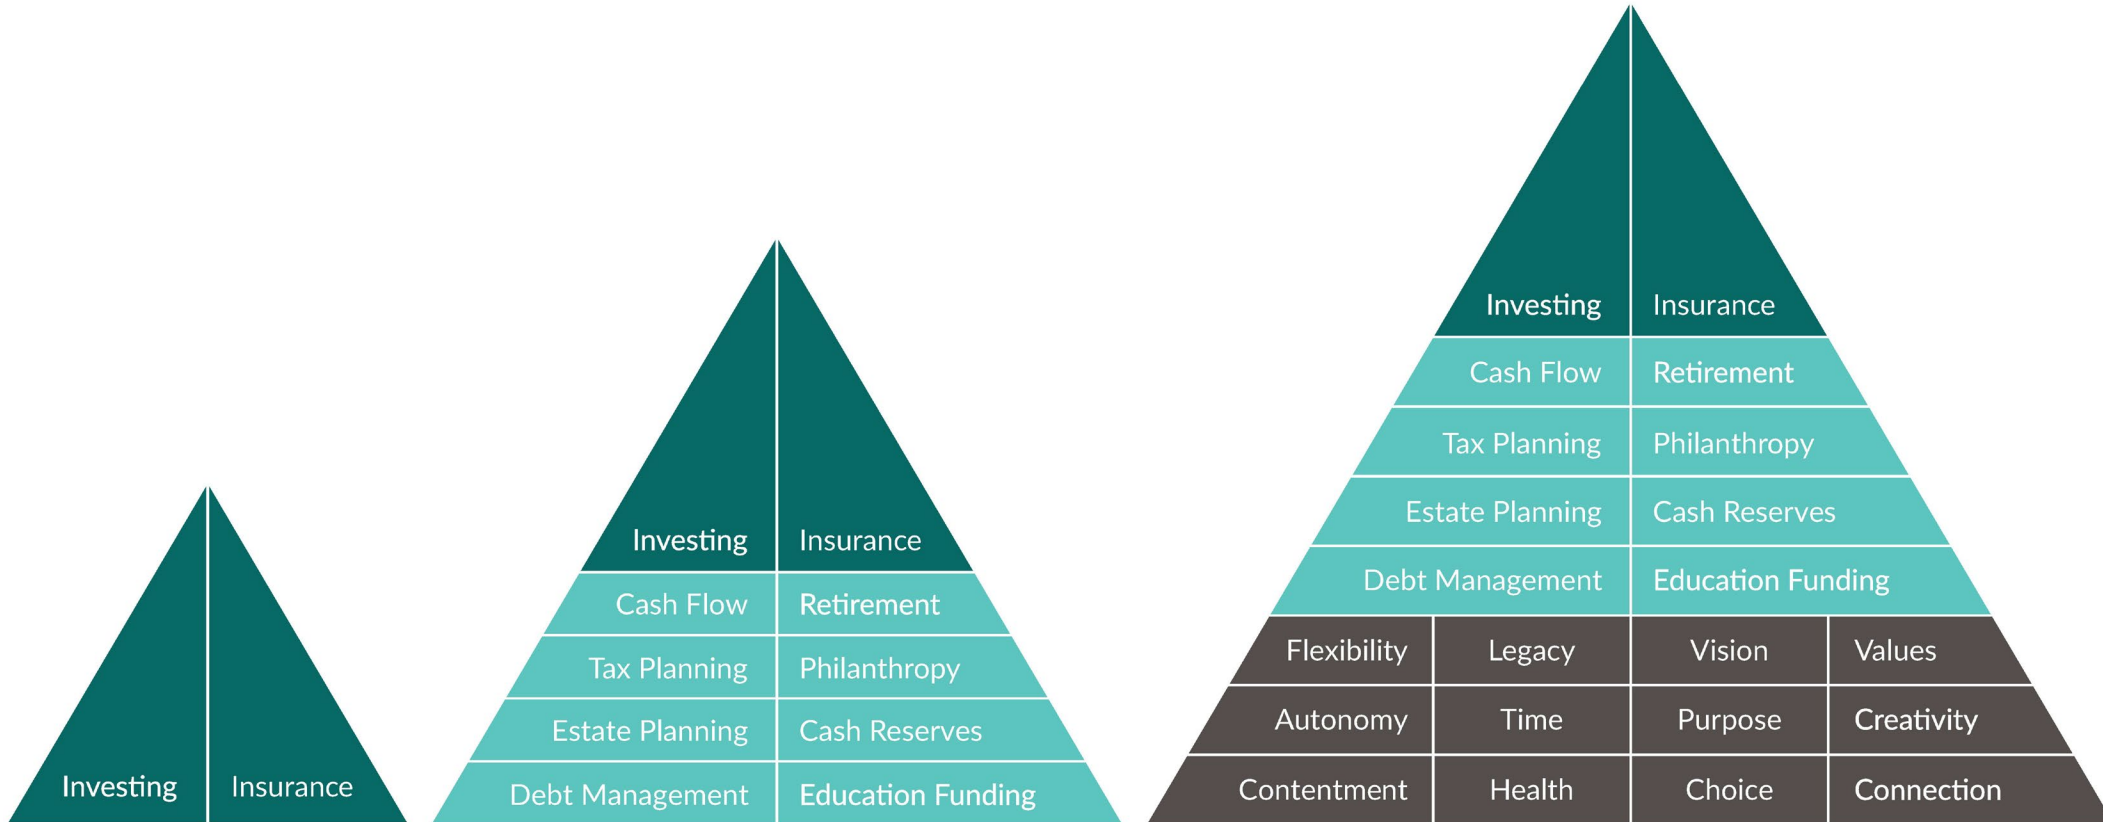 Investing Insurance
Investing Insurance
Cash Flow Retirement
Tax Planning Philanthropy
Estate Planning Cash Reserves
Debt Management Education Funding
Investing Insurance
Cash Flow Retirement
Tax Planning Philanthropy
Estate Planning Cash Reserves
Debt Management Education Funding
Flexibility Legacy Vision Values
Autonomy Time Purpose Creativity
Contentment Health Choice Connection